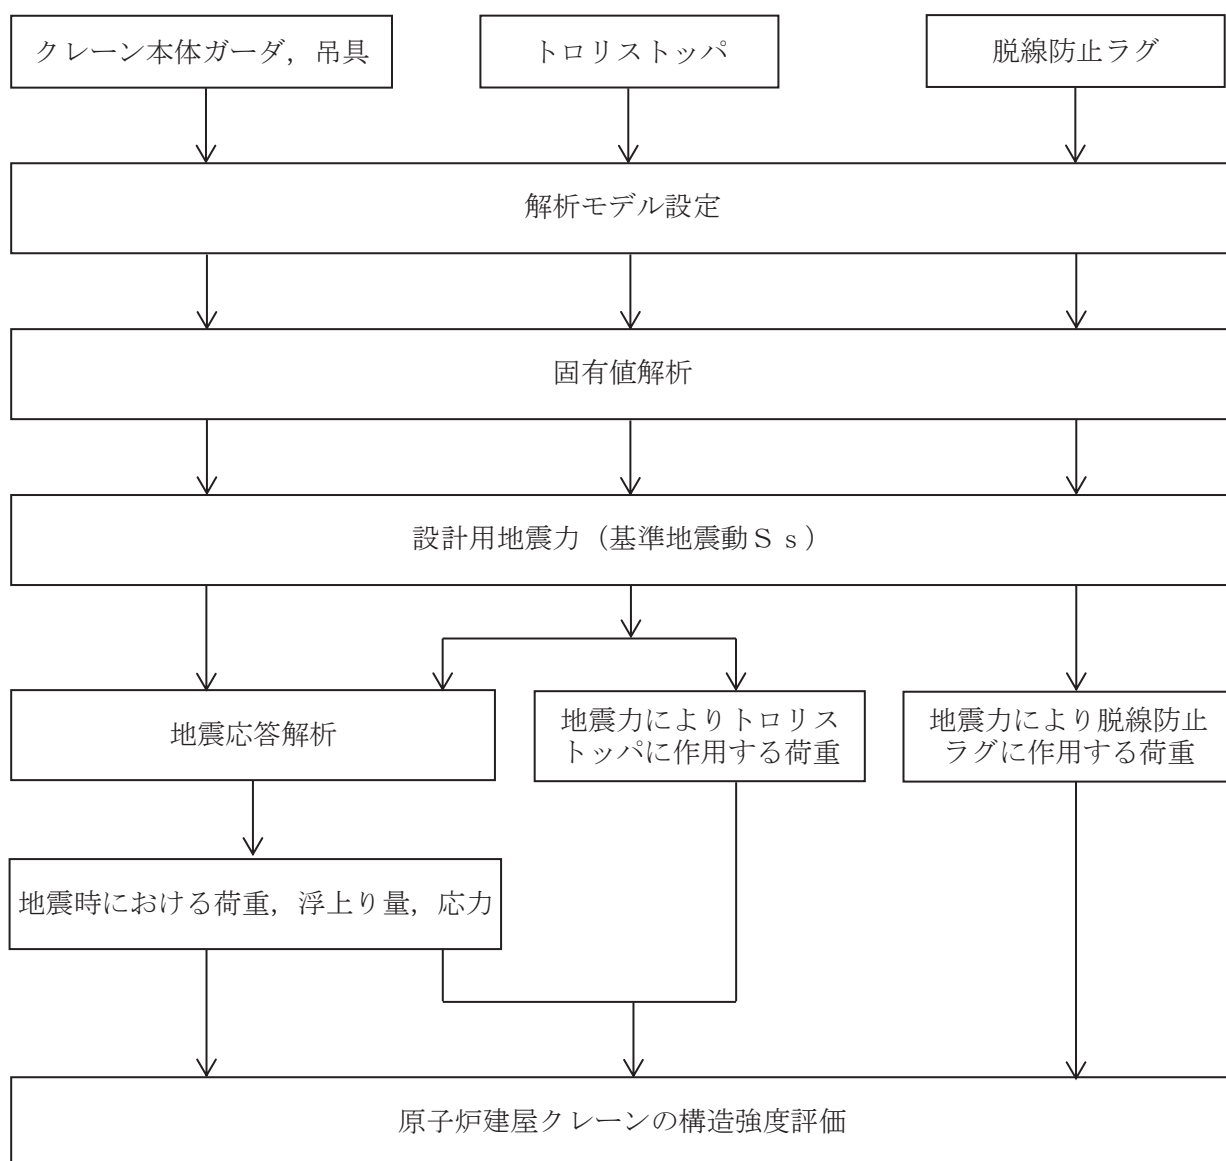 クレーン本体ガーダ，吊具
トロリストッパ
脱線防止ラグ
解析モデル設定
固有値解析
設計用地震力（基準地震動Ｓｓ）
地震応答解析
地震力によりトロリス
トッパに作用する荷重
地震力により脱線防止
ラグに作用する荷重
地震時における荷重，浮上り量，応力
原子炉建屋クレーンの構造強度評価